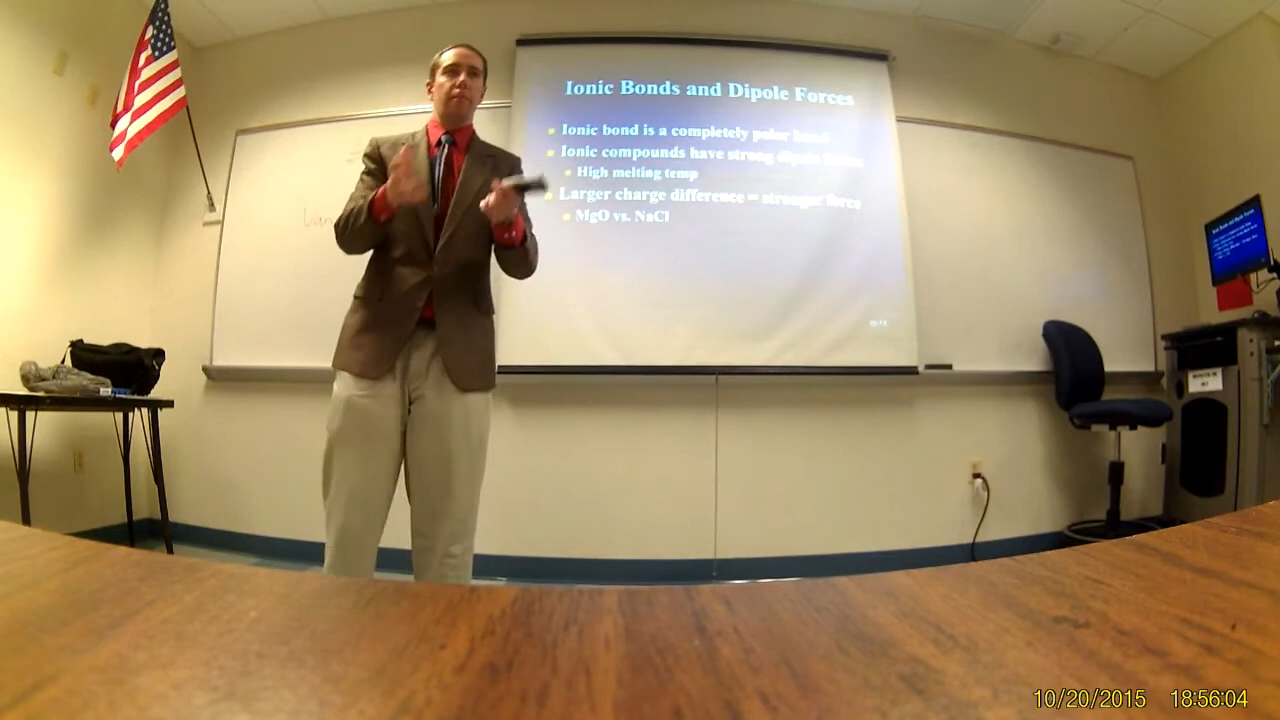 Ionic Bonds and Dipole Forces
Ionic bond is a completely polar bond
Ionic compounds have strong dipole forces
High melting temp
Larger charge difference = stronger force
MgO vs. NaCl
10/20/2015 18:56:04